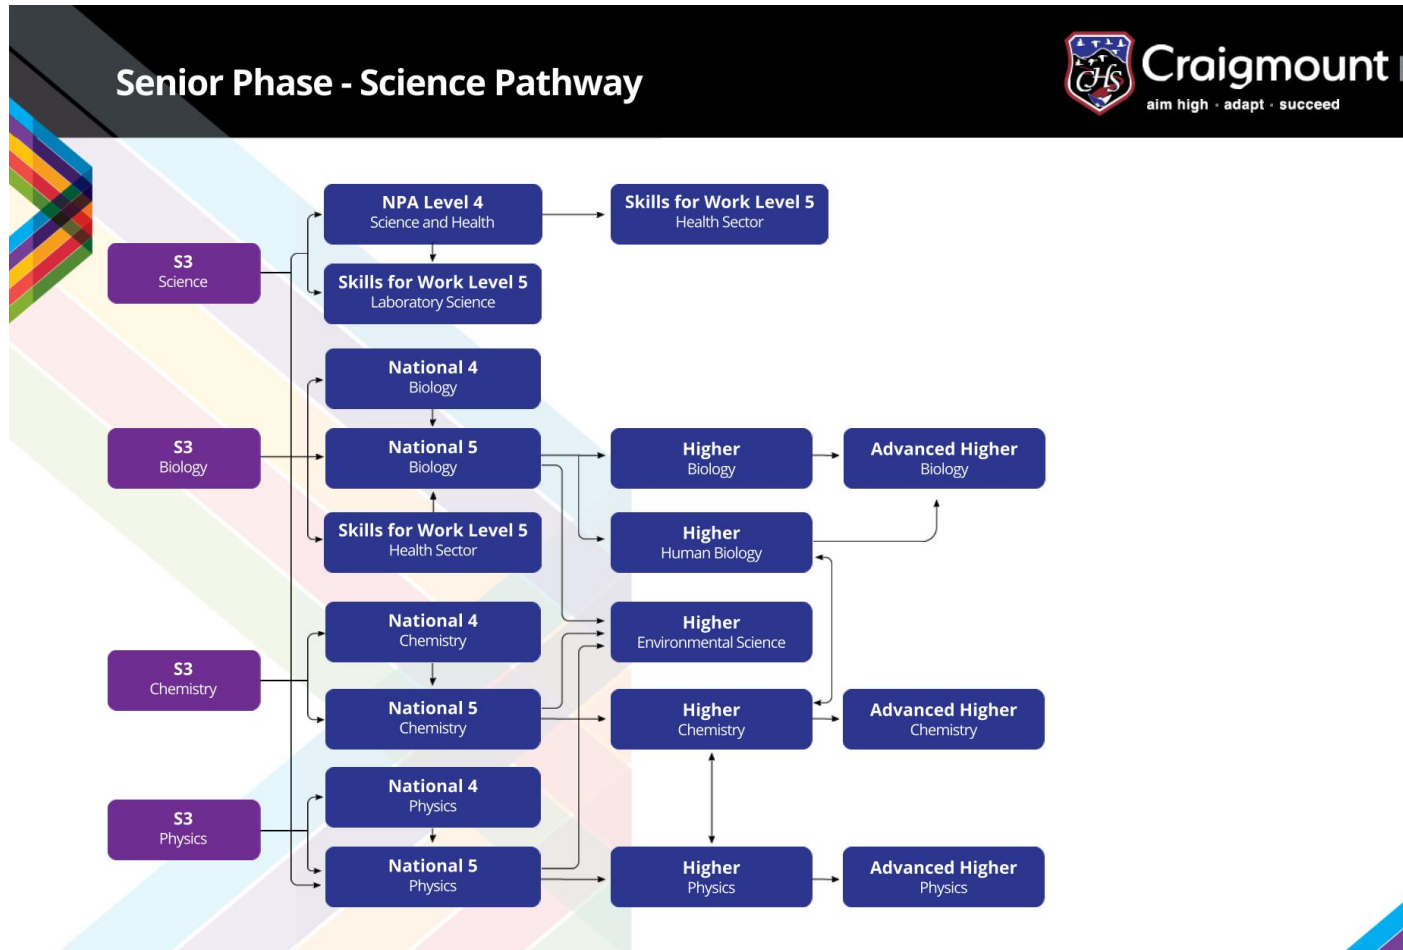 Senior Phase - Science Pathway
CHS
Craigmount
aim high · adapt · succeed
NPA Level 4
Science and Health
Skills for Work Level 5
Health Sector
S3
Science
Skills for Work Level 5
Laboratory Science
National 4
Biology
S3
Biology
National 5
Biology
Higher
Biology
Advanced Higher
Biology
Skills for Work Level 5
Health Sector
Higher
Human Biology
National 4
Chemistry
Higher
Environmental Science
S3
Chemistry
National 5
Chemistry
Higher
Chemistry
Advanced Higher
Chemistry
National 4
Physics
S3
Physics
National 5
Physics
Higher
Physics
Advanced Higher
Physics